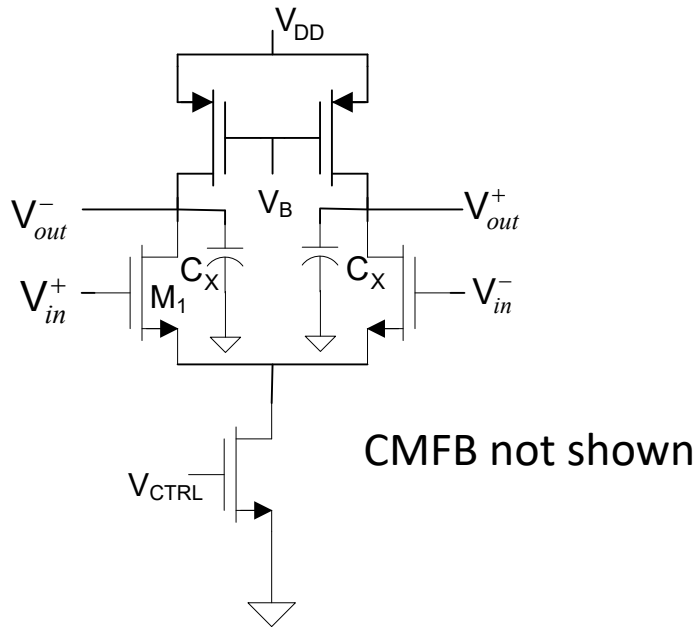 V_DD
V_out^-
V_B
V_out^+
C_X
C_X
V_in^+
M_1
V_in^-
CMFB not shown
V_CTRL